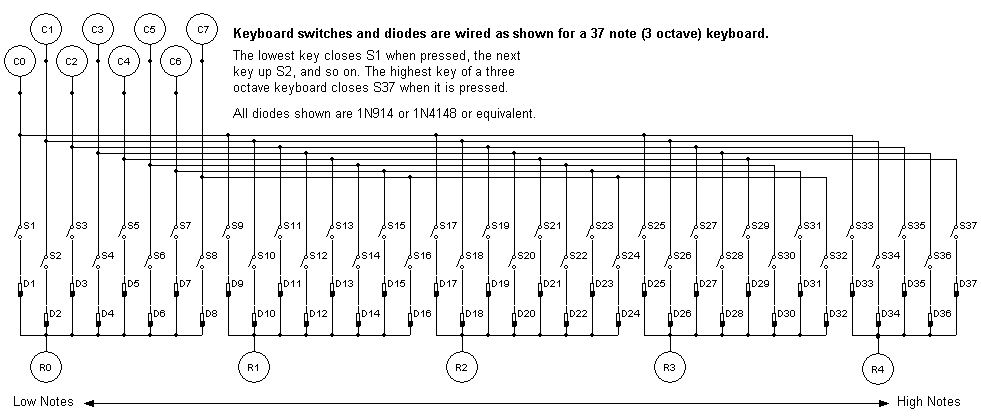 C1 C3 C5 C7
Keyboard switches and diodes are wired as shown for a 37 note (3 octave) keyboard.
C0 C2 C4 C6
The lowest key closes S1 when pressed, the next
key up S2, and so on. The highest key of a three
octave keyboard closes S37 when it is pressed.
All diodes shown are 1N914 or 1N4148 or equivalent.
S1 S3 S5 S7 S9 S11 S13 S15 S17 S19 S21 S23 S25 S27 S29 S31 S33 S35 S37
S2 S4 S6 S8 S10 S12 S14 S16 S18 S20 S22 S24 S26 S28 S30 S32 S34 S36
D1 D3 D5 D7 D9 D11 D13 D15 D17 D19 D21 D23 D25 D27 D29 D31 D33 D35 D37
D2 D4 D6 D8 D10 D12 D14 D16 D18 D20 D22 D24 D26 D28 D30 D32 D34 D36
R0 R1 R2 R3 R4
Low Notes High Notes